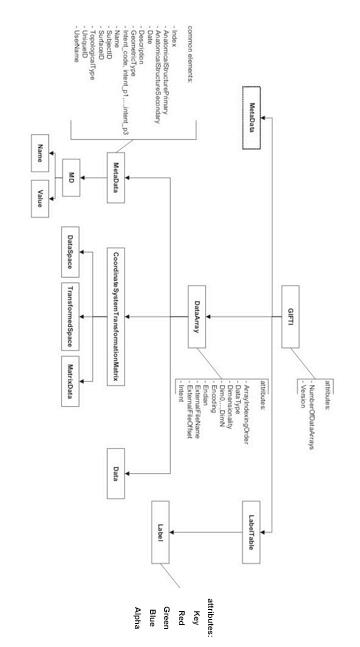 attributes:
- NumberOfDataArrays
- Version
GIFTI
MetaData
attributes:
- ArrayIndexingOrder
- DataType
- Dimensionality
- Dim0,...,DimN
- Encoding
- Endian
- ExternalFileName
- ExternalFileOffset
- Intent
LabelTable
DataArray
attributes:
Key
Red
Green
Blue
Alpha
Label
common elements:
- Index
- AnatomicalStructurePrimary
- AnatomicalStructureSecondary
- Date
- Description
- GeometricType
- Intent_code, intent_p1,...,intent_p3
- Name
- SubjectID
- SurfaceID
- TopologicalType
- UniqueID
- UserName
MetaData
CoordinateSystemTransformationMatrix
Data
MD
DataSpace
TransformedSpace
MatrixData
Name
Value